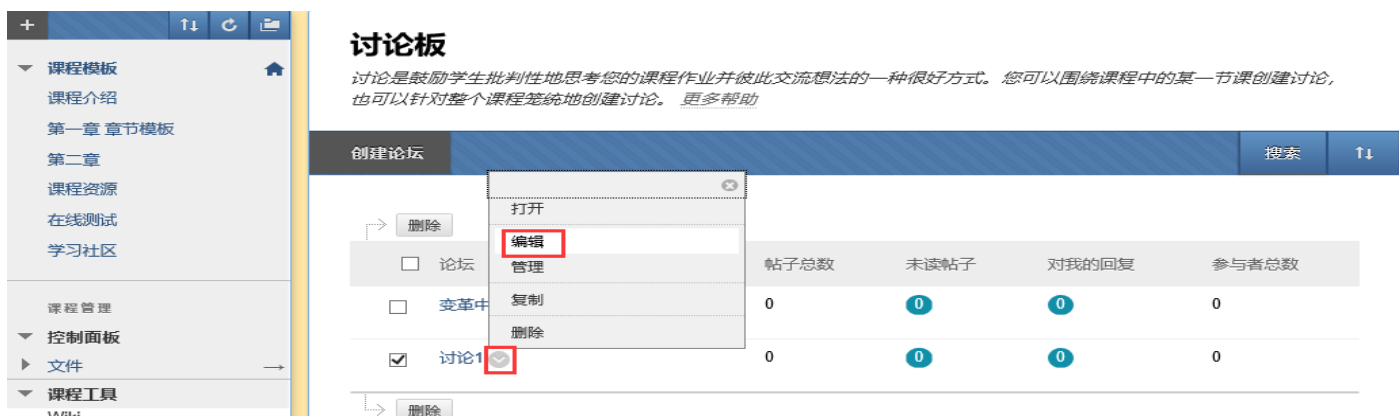 课程模板
课程介绍
第一章 章节模板
第二章
课程资源
在线测试
学习社区
课程管理
控制面板
文件
课程工具
Wiki
讨论板
讨论是鼓励学生批判性地思考您的课程作业并彼此交流想法的一种很好方式。您可以围绕课程中的某一节课创建讨论，
也可以针对整个课程笼统地创建讨论。 更多帮助
创建论坛 搜索
打开
编辑
管理
复制
删除
删除
论坛 帖子总数 未读帖子 对我的回复 参与者总数
变革中 0 0 0 0
讨论1 0 0 0 0
删除